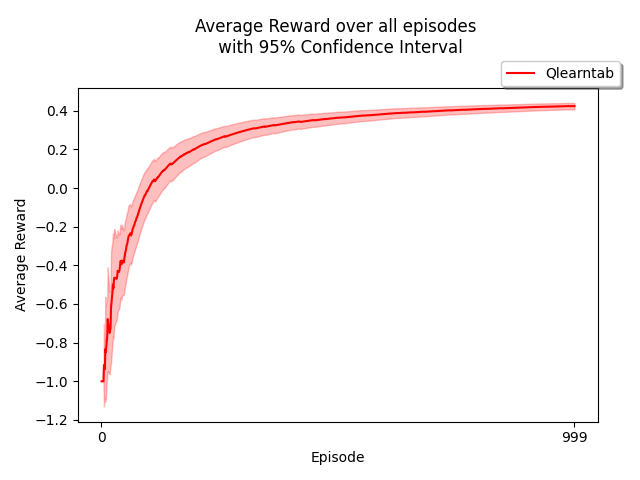 Average Reward over all episodes
with 95% Confidence Interval
Qlearntab
0.4
0.2
0.0
−0.2
−0.4
−0.6
−0.8
−1.0
−1.2
Average Reward
0 999
Episode